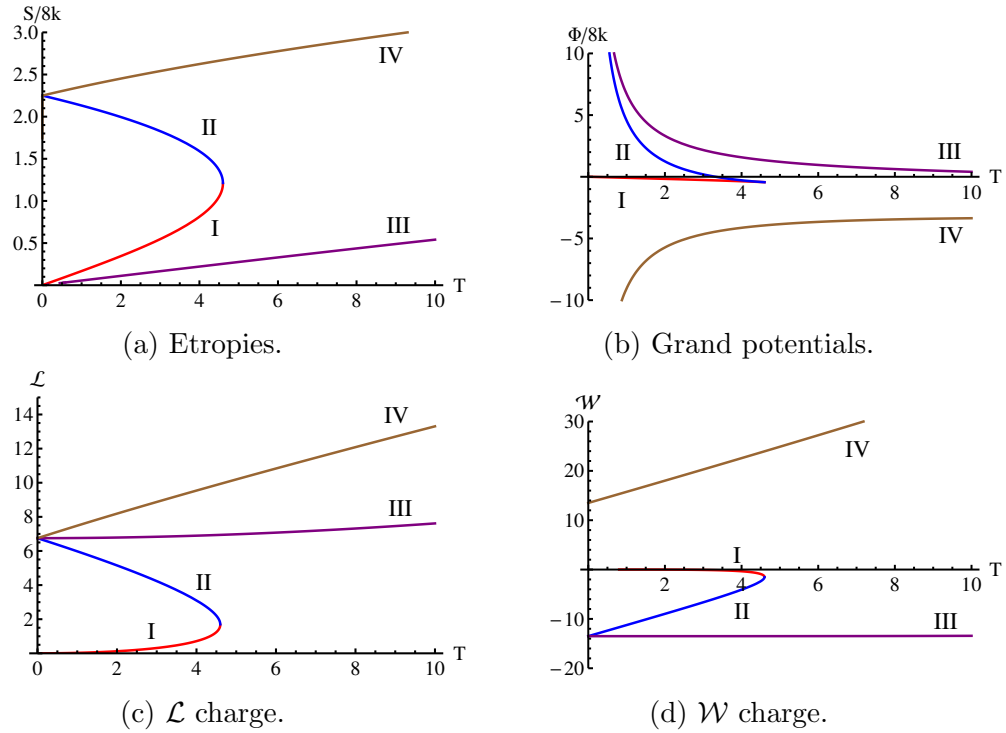 S/8k
3.0
2.5
2.0
1.5
1.0
0.5
0 2 4 6 8 10 T
IV
II
I
III
(a) Etropies.
Φ/8k
10
5
0 2 4 6 8 10 T
−5
−10
II
III
I
IV
(b) Grand potentials.
ℒ
14
12
10
8
6
4
2
0 2 4 6 8 10 T
IV
III
II
I
(c) ℒ charge.
𝒲
30
20
10
0 2 4 6 8 10 T
−10
−20
IV
I
II
III
(d) 𝒲 charge.